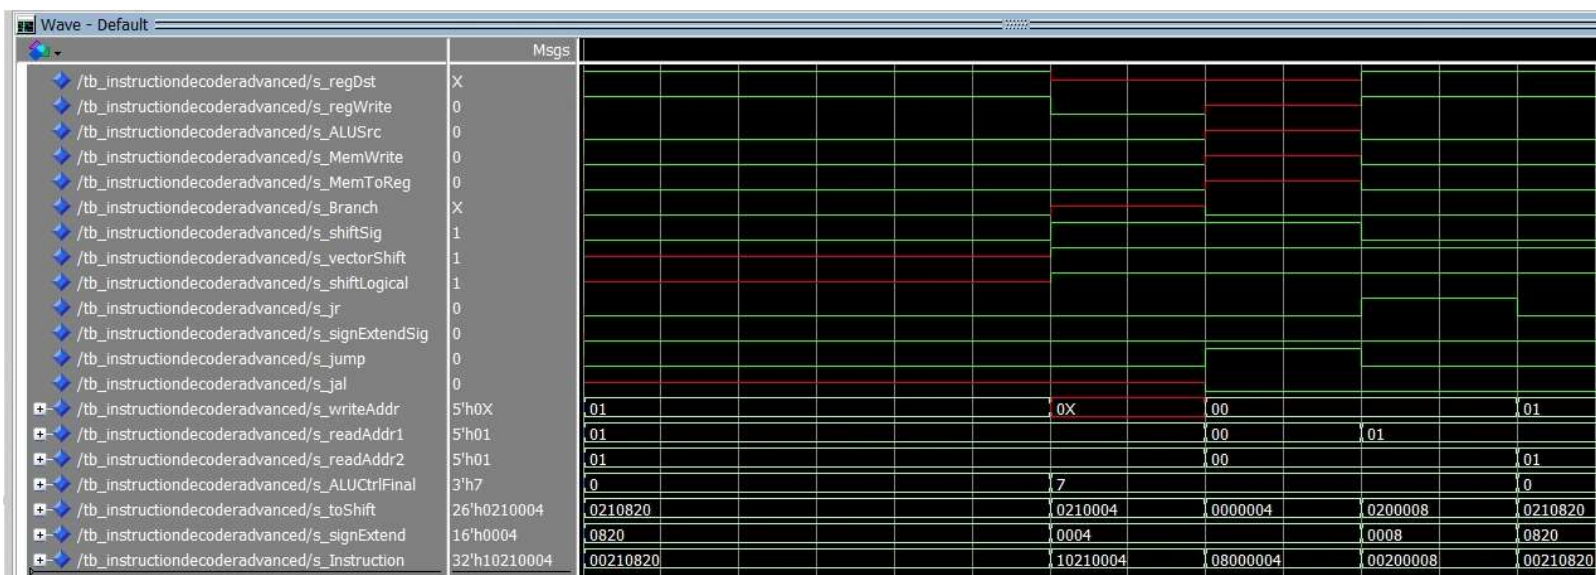 Wave - Default
Msgs
/tb_instructiondecoderadvanced/s_regDst X
/tb_instructiondecoderadvanced/s_regWrite 0
/tb_instructiondecoderadvanced/s_ALUSrc 0
/tb_instructiondecoderadvanced/s_MemWrite 0
/tb_instructiondecoderadvanced/s_MemToReg 0
/tb_instructiondecoderadvanced/s_Branch X
/tb_instructiondecoderadvanced/s_shiftSig 1
/tb_instructiondecoderadvanced/s_vectorShift 1
/tb_instructiondecoderadvanced/s_shiftLogical 1
/tb_instructiondecoderadvanced/s_jr 0
/tb_instructiondecoderadvanced/s_signExtendSig 0
/tb_instructiondecoderadvanced/s_jump 0
/tb_instructiondecoderadvanced/s_jal 0
/tb_instructiondecoderadvanced/s_writeAddr 5'h0X 01 0X 00 01
/tb_instructiondecoderadvanced/s_readAddr1 5'h01 01 00 01
/tb_instructiondecoderadvanced/s_readAddr2 5'h01 01 00 01
/tb_instructiondecoderadvanced/s_ALUCtrlFinal 3'h7 0 7 0
/tb_instructiondecoderadvanced/s_toShift 26'h0210004 0210820 0210004 0000004 0200008 0210820
/tb_instructiondecoderadvanced/s_signExtend 16'h0004 0820 0004 0008 0820
/tb_instructiondecoderadvanced/s_Instruction 32'h10210004 00210820 10210004 08000004 00200008 00210820